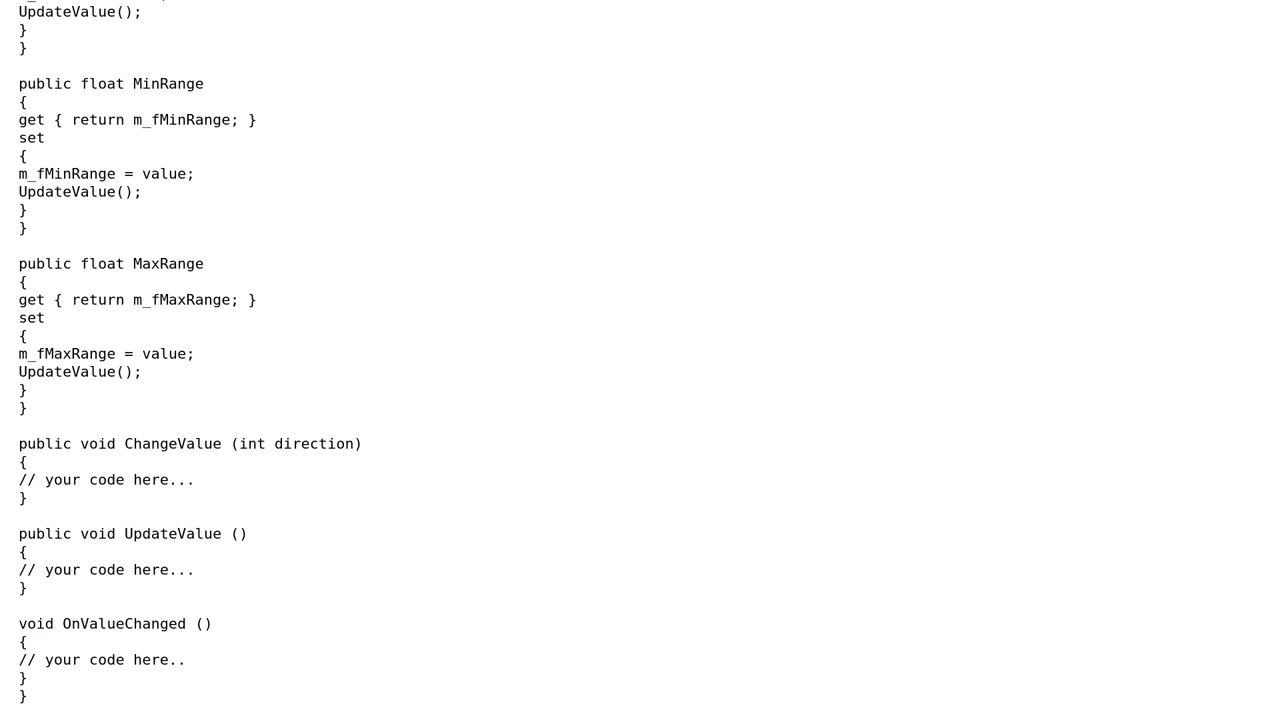 UpdateValue();
}
}

public float MinRange
{
get { return m_fMinRange; }
set
{
m_fMinRange = value;
UpdateValue();
}
}

public float MaxRange
{
get { return m_fMaxRange; }
set
{
m_fMaxRange = value;
UpdateValue();
}
}

public void ChangeValue (int direction)
{
// your code here...
}

public void UpdateValue ()
{
// your code here...
}

void OnValueChanged ()
{
// your code here..
}
}